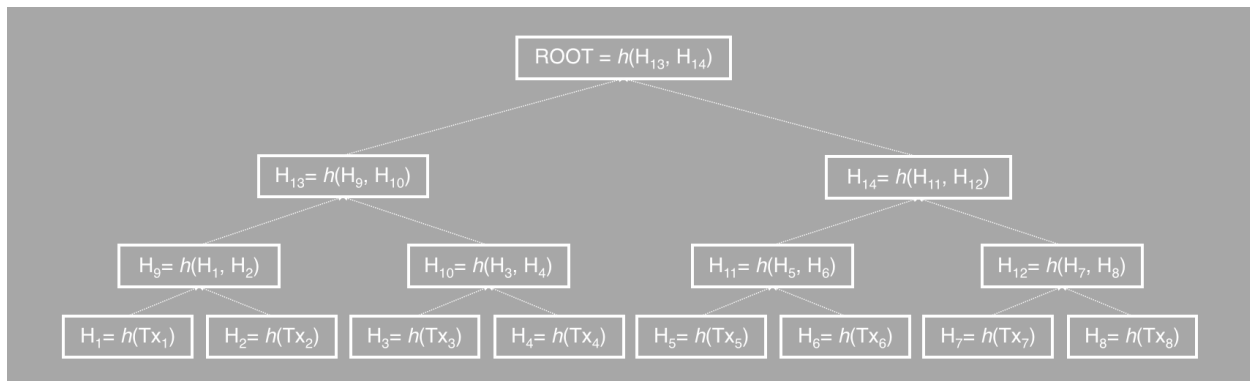 ROOT = h(H₁₃, H₁₄)
H₁₃= h(H₉, H₁₀)
H₁₄= h(H₁₁, H₁₂)
H₉= h(H₁, H₂)
H₁₀= h(H₃, H₄)
H₁₁= h(H₅, H₆)
H₁₂= h(H₇, H₈)
H₁= h(Tx₁)
H₂= h(Tx₂)
H₃= h(Tx₃)
H₄= h(Tx₄)
H₅= h(Tx₅)
H₆= h(Tx₆)
H₇= h(Tx₇)
H₈= h(Tx₈)